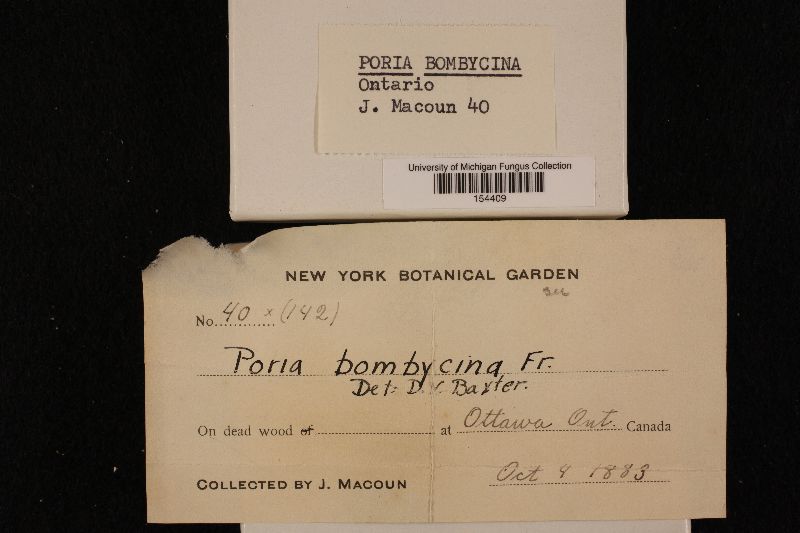 PORIA BOMBYCINA
Ontario
J. Macoun 40
University of Michigan Fungus Collection
154409
NEW YORK BOTANICAL GARDEN
No. 40 x (142)
Poria bombycina Fr.
Det: D.V. Baxter.
On dead wood of at Ottawa Ont. Canada
Oct 9 1883
COLLECTED BY J. MACOUN